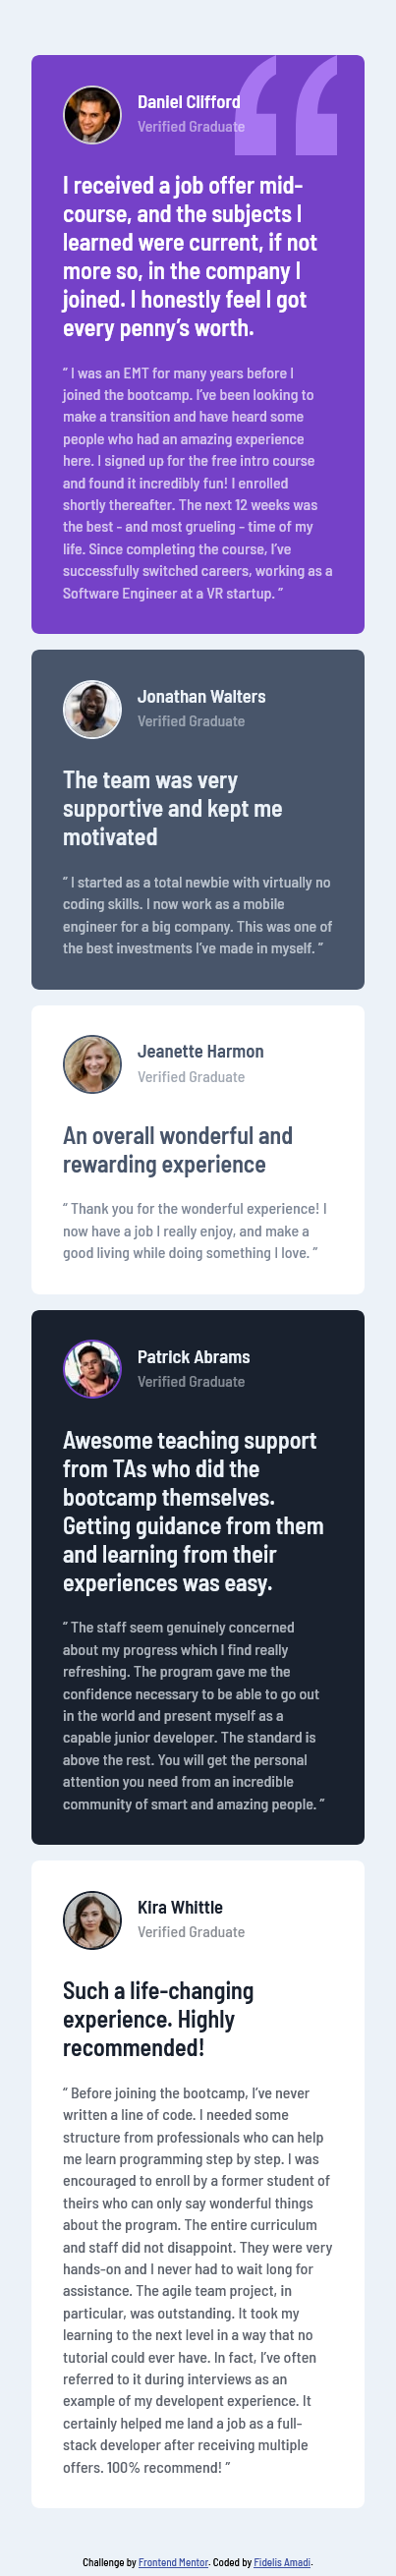 Daniel Clifford
Verified Graduate
I received a job offer mid-
course, and the subjects I
learned were current, if not
more so, in the company I
joined. I honestly feel I got
every penny’s worth.
“ I was an EMT for many years before I
joined the bootcamp. I’ve been looking to
make a transition and have heard some
people who had an amazing experience
here. I signed up for the free intro course
and found it incredibly fun! I enrolled
shortly thereafter. The next 12 weeks was
the best - and most grueling - time of my
life. Since completing the course, I’ve
successfully switched careers, working as a
Software Engineer at a VR startup. ”
Jonathan Walters
Verified Graduate
The team was very
supportive and kept me
motivated
“ I started as a total newbie with virtually no
coding skills. I now work as a mobile
engineer for a big company. This was one of
the best investments I’ve made in myself. ”
Jeanette Harmon
Verified Graduate
An overall wonderful and
rewarding experience
“ Thank you for the wonderful experience! I
now have a job I really enjoy, and make a
good living while doing something I love. ”
Patrick Abrams
Verified Graduate
Awesome teaching support
from TAs who did the
bootcamp themselves.
Getting guidance from them
and learning from their
experiences was easy.
“ The staff seem genuinely concerned
about my progress which I find really
refreshing. The program gave me the
confidence necessary to be able to go out
in the world and present myself as a
capable junior developer. The standard is
above the rest. You will get the personal
attention you need from an incredible
community of smart and amazing people. ”
Kira Whittle
Verified Graduate
Such a life-changing
experience. Highly
recommended!
“ Before joining the bootcamp, I’ve never
written a line of code. I needed some
structure from professionals who can help
me learn programming step by step. I was
encouraged to enroll by a former student of
theirs who can only say wonderful things
about the program. The entire curriculum
and staff did not disappoint. They were very
hands-on and I never had to wait long for
assistance. The agile team project, in
particular, was outstanding. It took my
learning to the next level in a way that no
tutorial could ever have. In fact, I’ve often
referred to it during interviews as an
example of my developent experience. It
certainly helped me land a job as a full-
stack developer after receiving multiple
offers. 100% recommend! ”
Challenge by Frontend Mentor. Coded by Fidelis Amadi.